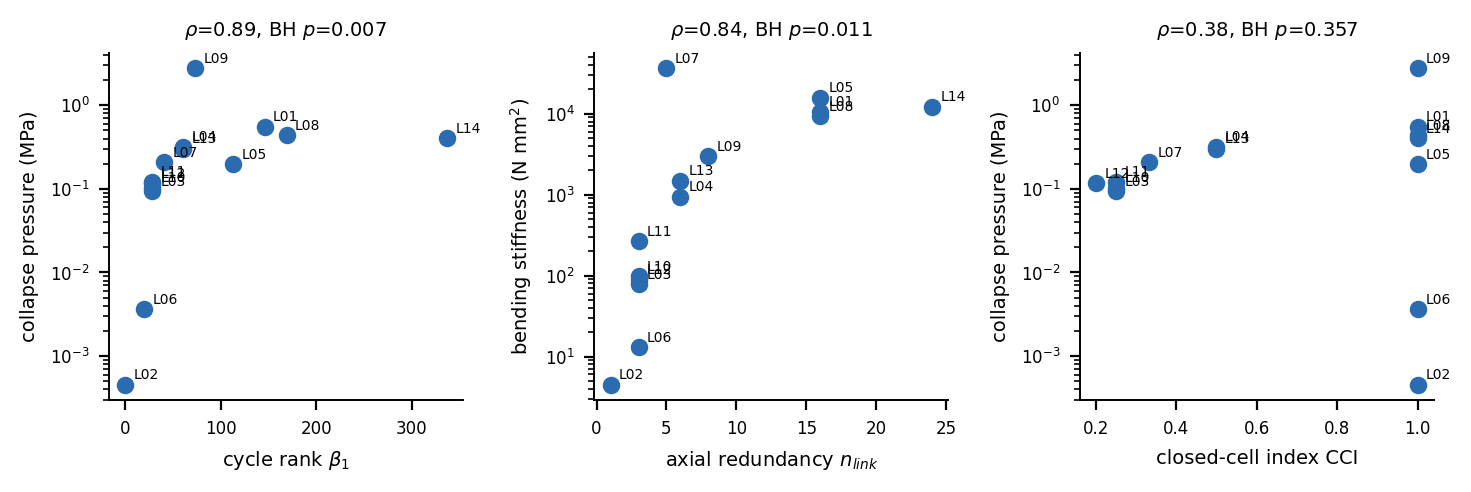 ρ=0.89, BH p=0.007
collapse pressure (MPa)
10⁰
10⁻¹
10⁻²
10⁻³
L09
L01
L08
L14
L04
L13
L07
L05
L11
L03
L06
L02
0
100
200
300
cycle rank β₁
ρ=0.84, BH p=0.011
bending stiffness (N mm²)
10⁴
10³
10²
10¹
L07
L05
L01
L08
L14
L09
L13
L04
L11
L10
L12
L03
L06
L02
0
5
10
15
20
25
axial redundancy nₗᵢₙₖ
ρ=0.38, BH p=0.357
collapse pressure (MPa)
10⁰
10⁻¹
10⁻²
10⁻³
L09
L01
L08
L14
L04
L13
L07
L05
L12
L11
L03
L06
L02
0.2
0.4
0.6
0.8
1.0
closed-cell index CCI